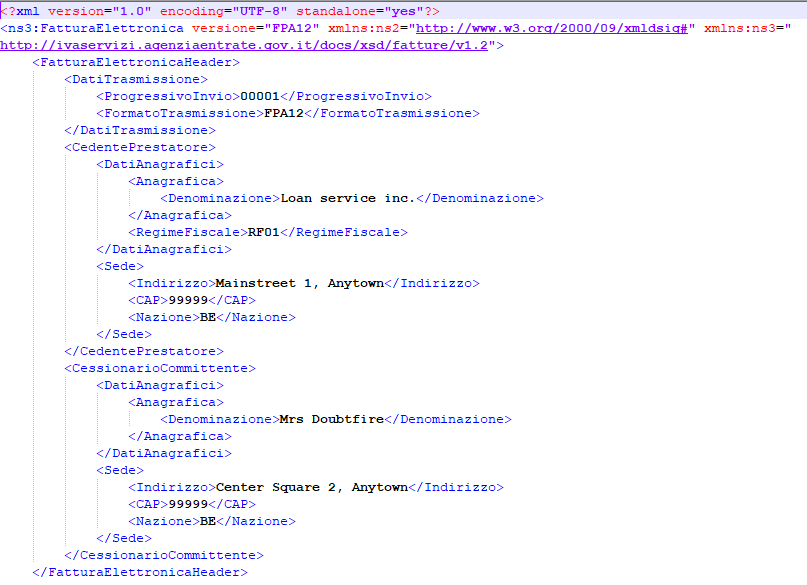 <?xml version="1.0" encoding="UTF-8" standalone="yes"?>
<ns3:FatturaElettronica versione="FPA12" xmlns:ns2="http://www.w3.org/2000/09/xmldsig#" xmlns:ns3="
http://ivaservizi.agenziaentrate.gov.it/docs/xsd/fatture/v1.2">
    <FatturaElettronicaHeader>
        <DatiTrasmissione>
            <ProgressivoInvio>00001</ProgressivoInvio>
            <FormatoTrasmissione>FPA12</FormatoTrasmissione>
        </DatiTrasmissione>
        <CedentePrestatore>
            <DatiAnagrafici>
                <Anagrafica>
                    <Denominazione>Loan service inc.</Denominazione>
                </Anagrafica>
                <RegimeFiscale>RF01</RegimeFiscale>
            </DatiAnagrafici>
            <Sede>
                <Indirizzo>Mainstreet 1, Anytown</Indirizzo>
                <CAP>99999</CAP>
                <Nazione>BE</Nazione>
            </Sede>
        </CedentePrestatore>
        <CessionarioCommittente>
            <DatiAnagrafici>
                <Anagrafica>
                    <Denominazione>Mrs Doubtfire</Denominazione>
                </Anagrafica>
            </DatiAnagrafici>
            <Sede>
                <Indirizzo>Center Square 2, Anytown</Indirizzo>
                <CAP>99999</CAP>
                <Nazione>BE</Nazione>
            </Sede>
        </CessionarioCommittente>
    </FatturaElettronicaHeader>